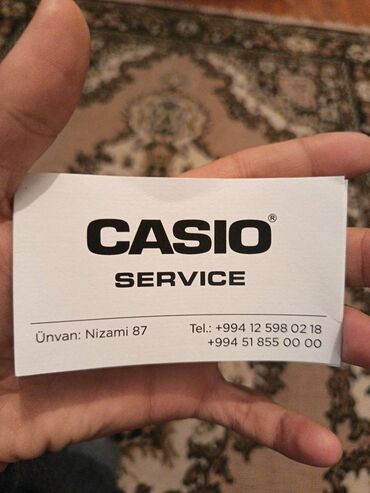 CASIO®
SERVICE
Ünvan: Nizami 87
Tel.: +994 12 598 02 18
+994 51 855 00 00